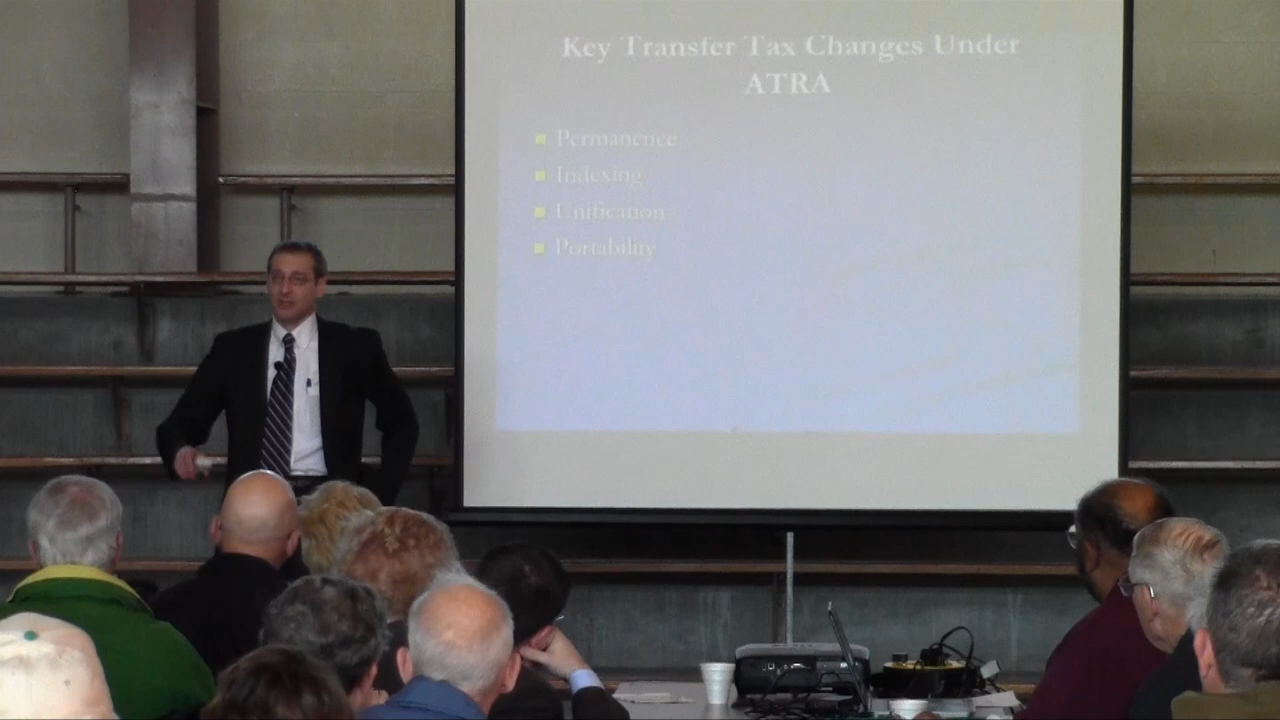 Key Transfer Tax Changes Under
ATRA
Permanence
Indexing
Unification
Portability